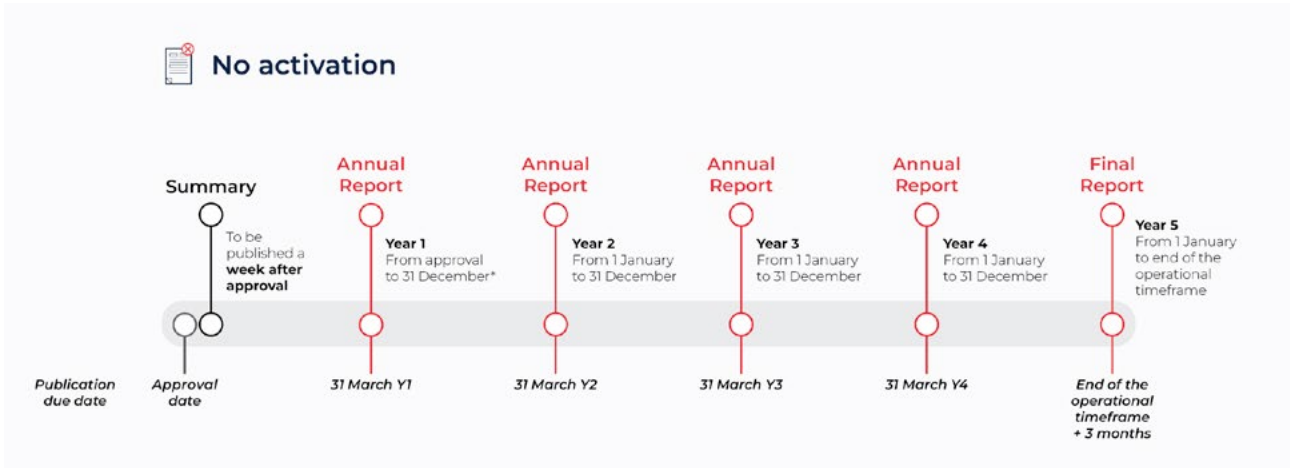 No activation
Summary
To be
published a
week after
approval
Annual
Report
Year 1
From approval
to 31 December*
Annual
Report
Year 2
From 1 January
to 31 December
Annual
Report
Year 3
From 1 January
to 31 December
Annual
Report
Year 4
From 1 January
to 31 December
Final
Report
Year 5
From 1 January
to end of the
operational
timeframe
Publication
due date
Approval
date
31 March Y1
31 March Y2
31 March Y3
31 March Y4
End of the
operational
timeframe
+ 3 months